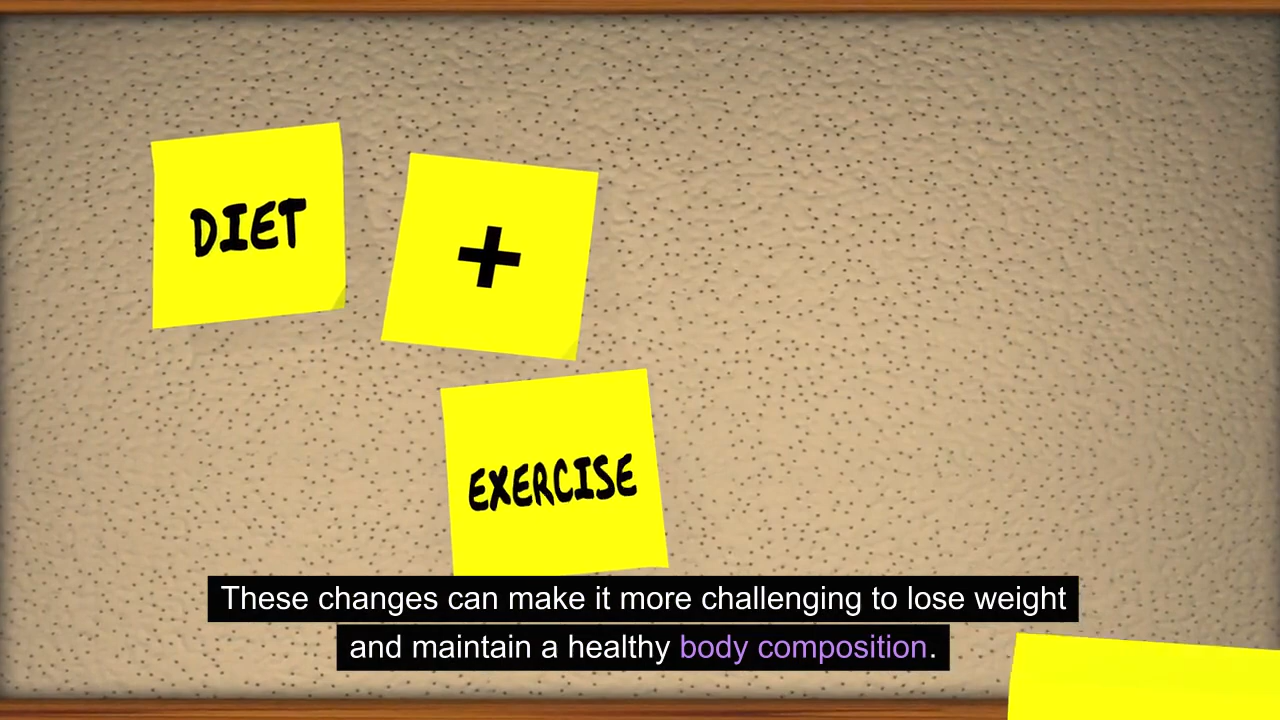 DIET
+
EXERCISE
These changes can make it more challenging to lose weight
and maintain a healthy body composition.